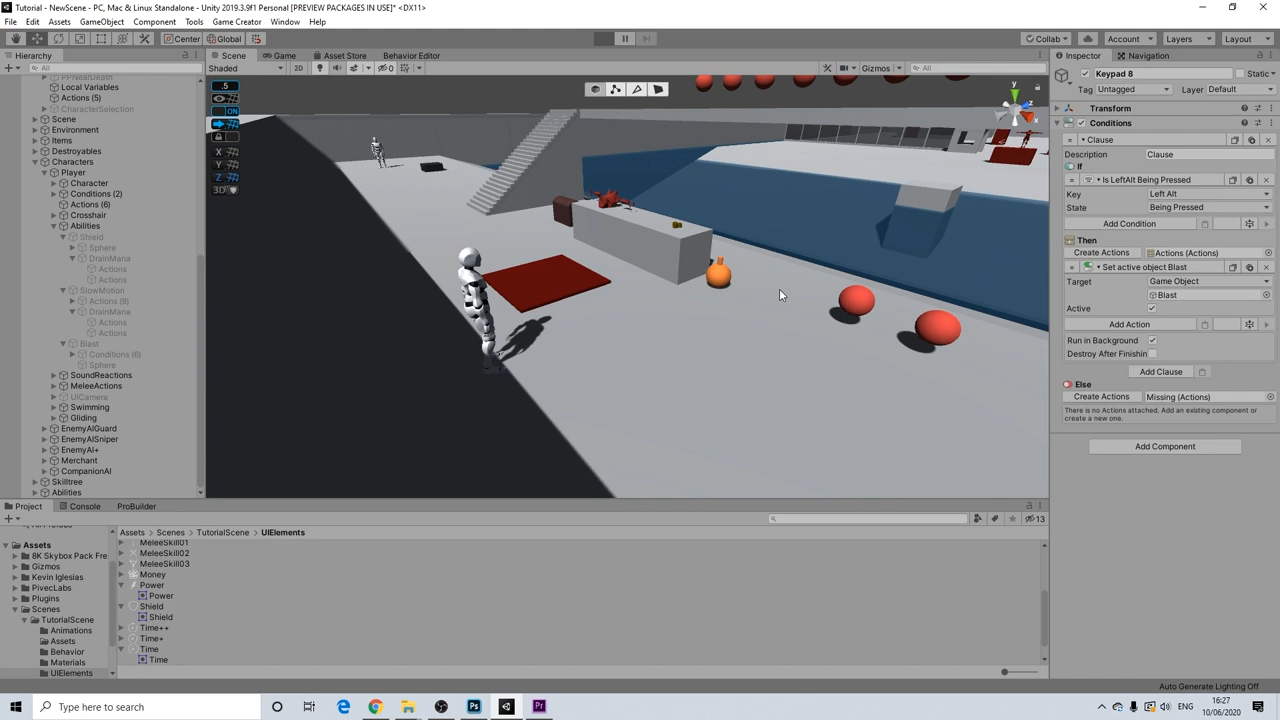 Tutorial - NewScene - PC, Mac & Linux Standalone - Unity 2019.3.9f1 Personal [PREVIEW PACKAGES IN USE]* <DX11>
File Edit Assets GameObject Component Tools Game Creator Window Help
Center Global Collab Account Layers Layout
Hierarchy
All
PPNearDeath
Local Variables
Actions (5)
CharacterSelection
Scene
Environment
Items
Destroyables
Characters
Player
Character
Conditions (2)
Actions (6)
Crosshair
Abilities
Shield
Sphere
DrainMana
Actions
Actions
SlowMotion
Actions (8)
DrainMana
Actions
Actions
Blast
Conditions (6)
Sphere
SoundReactions
MeleeActions
UICamera
Swimming
Gliding
EnemyAIGuard
EnemyAISniper
EnemyAI+
Merchant
CompanionAI
Skilltree
Abilities
Scene Game Asset Store Behavior Editor
Shaded 2D 0 Gizmos All
.5
ON
X
Y
Z
3D
y
z
x
Inspector Navigation
Keypad 8 Static
Tag Untagged Layer Default
Transform
Conditions
Clause
Description Clause
If
Is LeftAlt Being Pressed
Key Left Alt
State Being Pressed
Add Condition
Then
Create Actions Actions (Actions)
Set active object Blast
Target Game Object
Blast
Active
Add Action
Run in Background
Destroy After Finishin
Add Clause
Else
Create Actions Missing (Actions)
There is no Actions attached. Add an existing component or
create a new one.
Add Component
Project Console ProBuilder
13
Assets
8K Skybox Pack Fre
Gizmos
Kevin Iglesias
PivecLabs
Plugins
Scenes
TutorialScene
Animations
Assets
Behavior
Materials
UIElements
Assets > Scenes > TutorialScene > UIElements
MeleeSkill01
MeleeSkill02
MeleeSkill03
Money
Power
Power
Shield
Shield
Time++
Time+
Time
Time
Auto Generate Lighting Off
Type here to search
16:27
10/06/2020